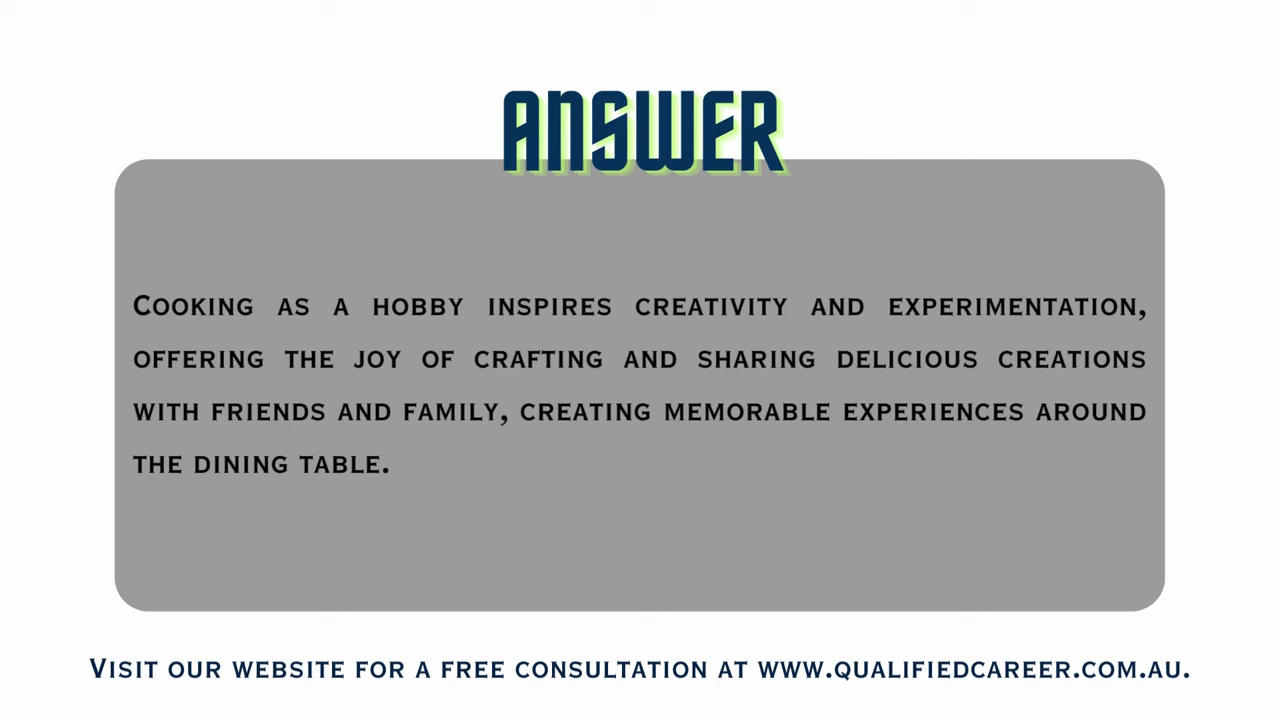 ANSWER
Cooking as a hobby inspires creativity and experimentation,
offering the joy of crafting and sharing delicious creations
with friends and family, creating memorable experiences around
the dining table.
Visit our website for a free consultation at www.qualifiedcareer.com.au.